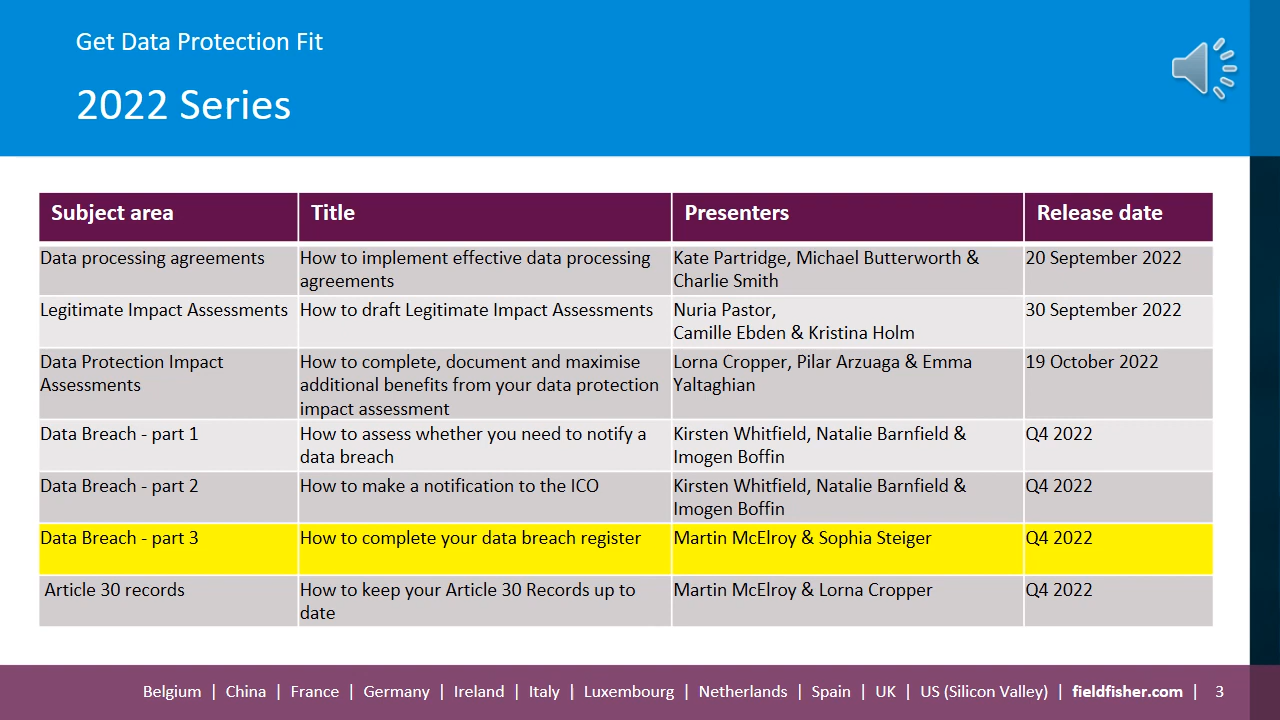 Get Data Protection Fit
2022 Series
Subject area
Title
Presenters
Release date
Data processing agreements
How to implement effective data processing
agreements
Kate Partridge, Michael Butterworth &
Charlie Smith
20 September 2022
Legitimate Impact Assessments
How to draft Legitimate Impact Assessments
Nuria Pastor,
Camille Ebden & Kristina Holm
30 September 2022
Data Protection Impact
Assessments
How to complete, document and maximise
additional benefits from your data protection
impact assessment
Lorna Cropper, Pilar Arzuaga & Emma
Yaltaghian
19 October 2022
Data Breach - part 1
How to assess whether you need to notify a
data breach
Kirsten Whitfield, Natalie Barnfield &
Imogen Boffin
Q4 2022
Data Breach - part 2
How to make a notification to the ICO
Kirsten Whitfield, Natalie Barnfield &
Imogen Boffin
Q4 2022
Data Breach - part 3
How to complete your data breach register
Martin McElroy & Sophia Steiger
Q4 2022
Article 30 records
How to keep your Article 30 Records up to
date
Martin McElroy & Lorna Cropper
Q4 2022
Belgium | China | France | Germany | Ireland | Italy | Luxembourg | Netherlands | Spain | UK | US (Silicon Valley) | fieldfisher.com | 3